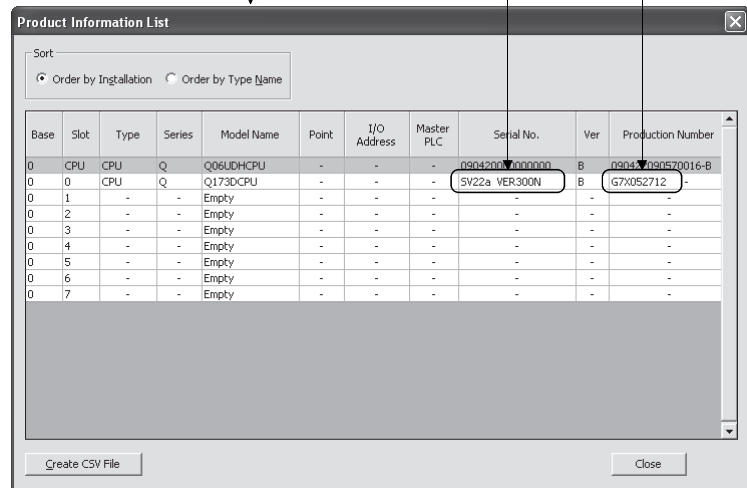 Product Information List
Sort
Order by Installation Order by Type Name
Base Slot Type Series Model Name Point I/O Address Master PLC Serial No. Ver Production Number
0 CPU CPU Q Q06UDHCPU - - - B
0 0 CPU Q Q173DCPU - - - SV22a VER300N B G7X052712 -
0 1 - - Empty - - - - - -
0 2 - - Empty - - - - - -
0 3 - - Empty - - - - - -
0 4 - - Empty - - - - - -
0 5 - - Empty - - - - - -
0 6 - - Empty - - - - - -
0 7 - - Empty - - - - - -
Create CSV File Close